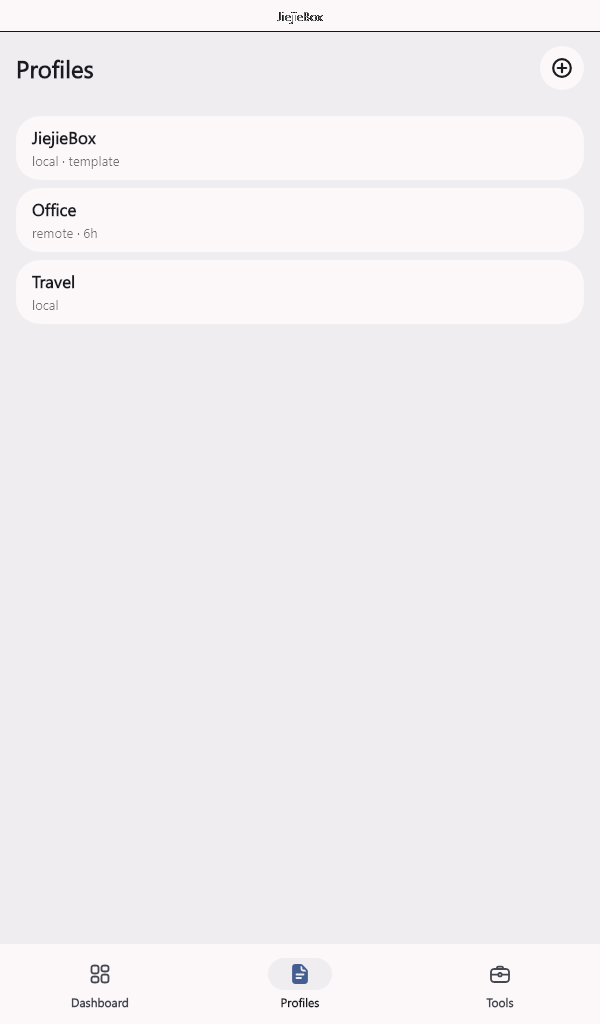 JiejieBox
Profiles
JiejieBox
local · template
Office
remote · 6h
Travel
local
Dashboard
Profiles
Tools